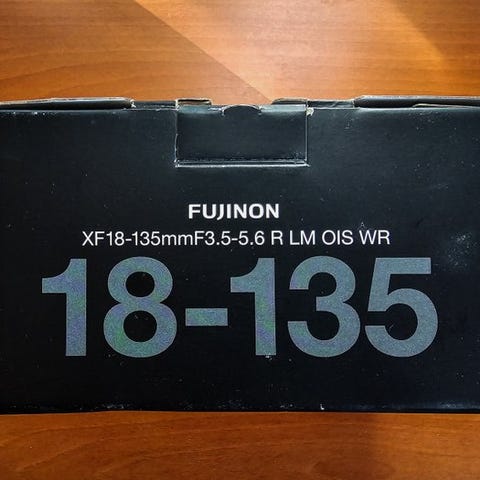 FUJINON
XF18-135mmF3.5-5.6 R LM OIS WR
18-135